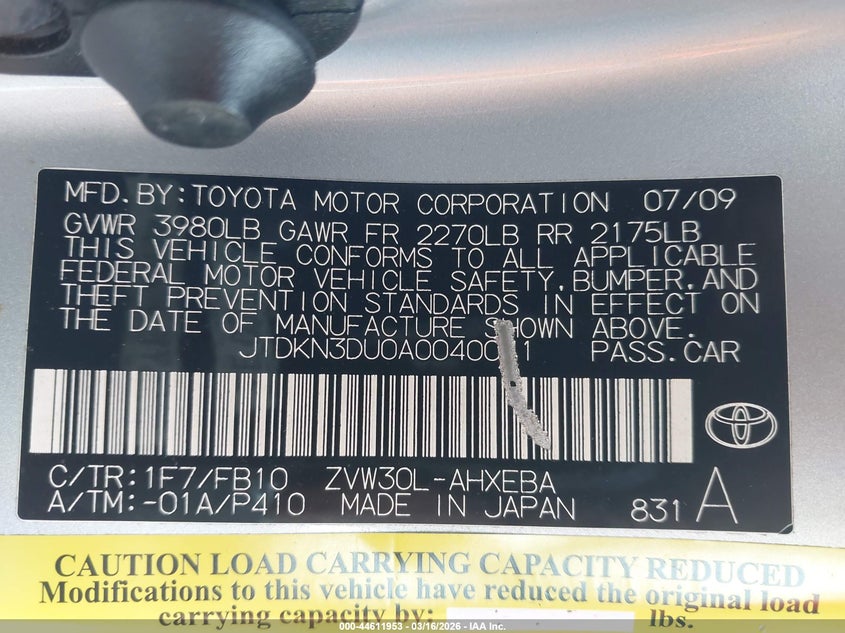 MFD. BY: TOYOTA MOTOR CORPORATION 07/09
GVWR 3980LB GAWR FR 2270LB RR 2175LB
THIS VEHICLE CONFORMS TO ALL APPLICABLE
FEDERAL MOTOR VEHICLE SAFETY, BUMPER, AND
THEFT PREVENTION STANDARDS IN EFFECT ON
THE DATE OF MANUFACTURE SHOWN ABOVE.
PASS. CAR
C/TR: 1F7/FB10 ZVW30L-AHXEBA
A/TM: -01A/P410 MADE IN JAPAN 831 A
CAUTION LOAD CARRYING CAPACITY REDUCED
Modifications to this vehicle have reduced the original load
carrying capacity by: lbs.
000-44611953 - 03/16/2026 - IAA Inc.